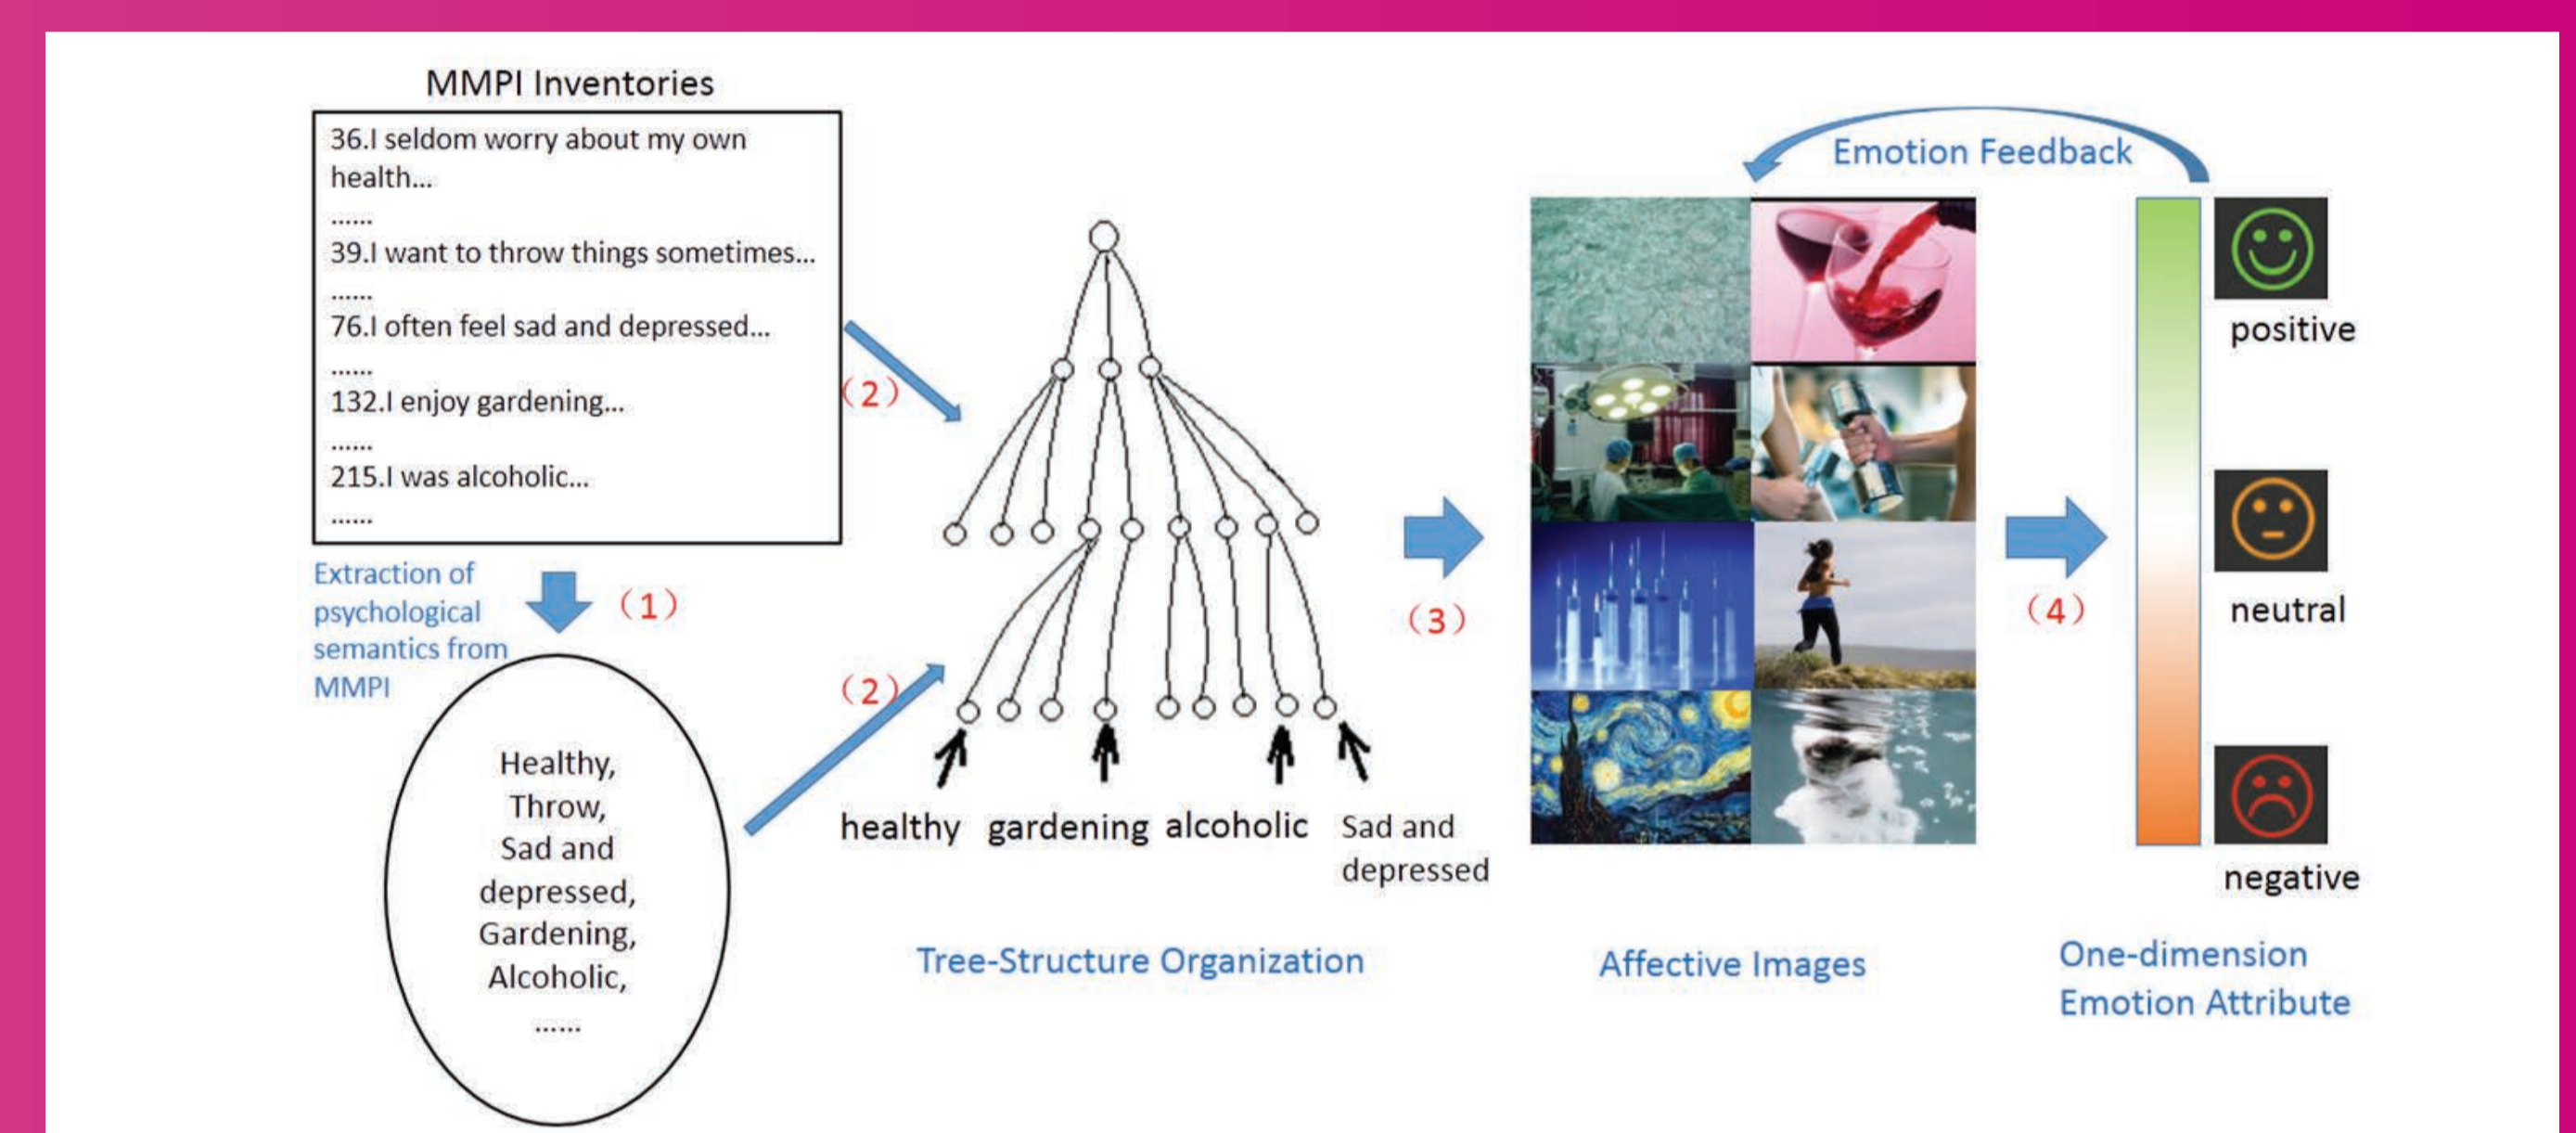 MMPI Inventories
36.I seldom worry about my own
health...
......
39.I want to throw things sometimes...
......
76.I often feel sad and depressed...
......
132.I enjoy gardening...
......
215.I was alcoholic...
......
Extraction of
psychological
semantics from
MMPI
（1）
Healthy,
Throw,
Sad and
depressed,
Gardening,
Alcoholic,
......
（2）
（2）
healthy gardening alcoholic Sad and
depressed
Tree-Structure Organization
（3）
Affective Images
（4）
Emotion Feedback
positive
neutral
negative
One-dimension
Emotion Attribute